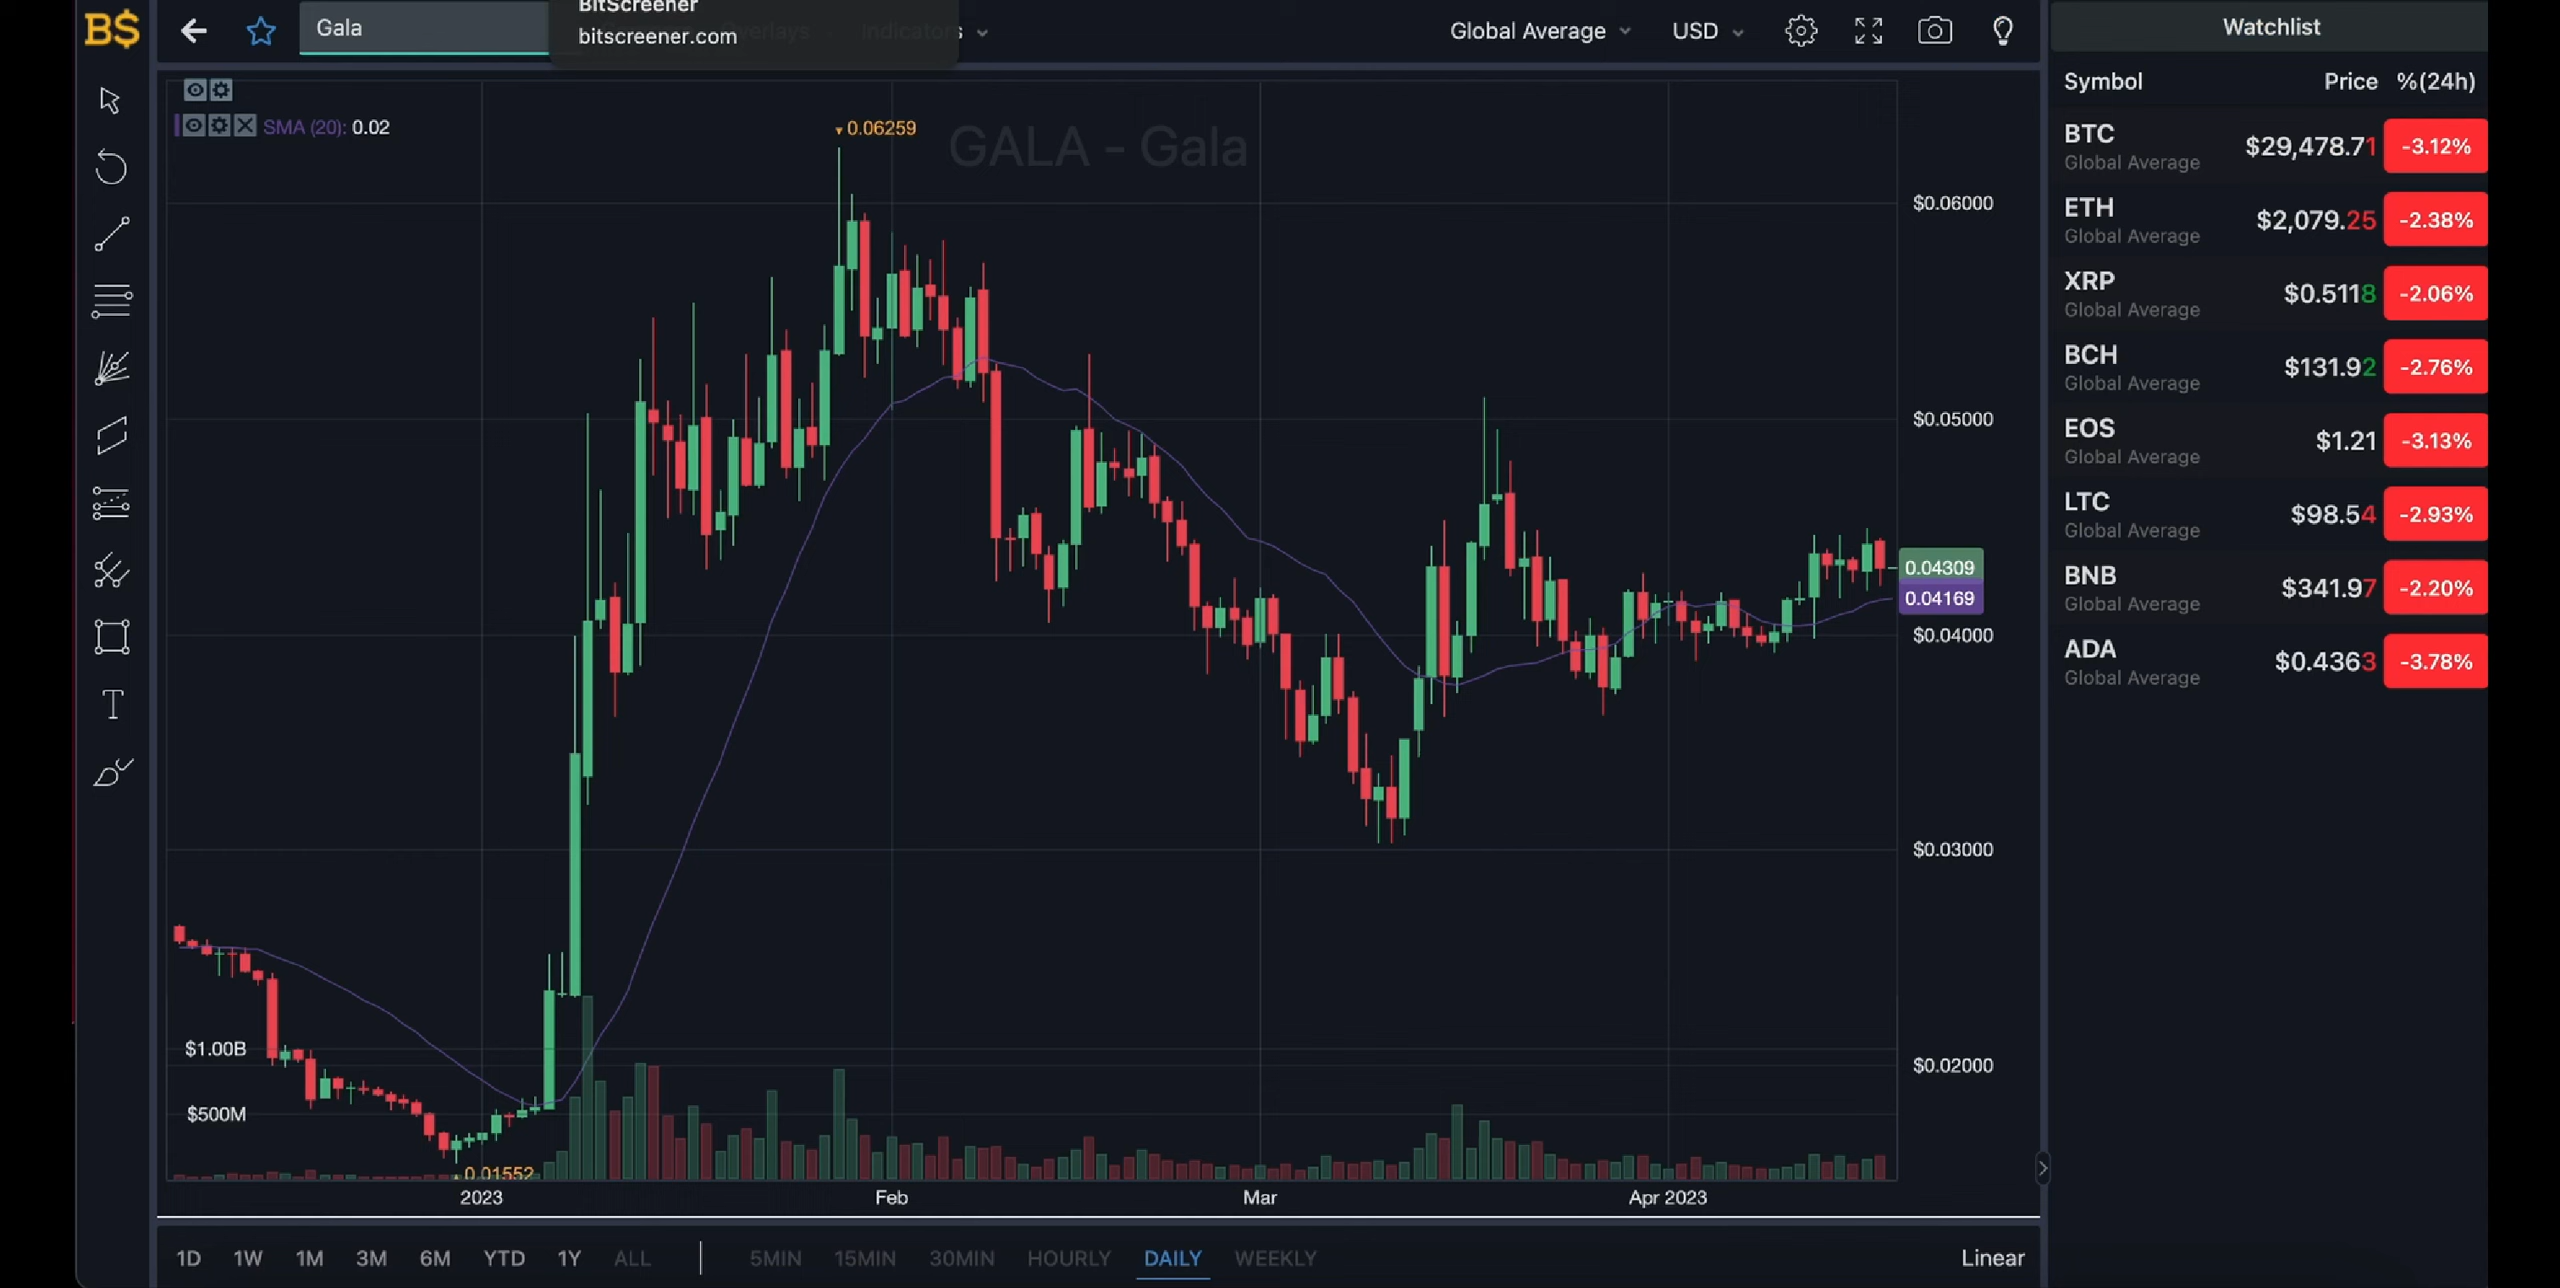 BitScreener
B$
Gala
bitscreener.com
Overlays
Indicators
Global Average
USD
Watchlist
Symbol Price %(24h)
SMA (20): 0.02
0.06259
GALA - Gala
$0.06000
$0.05000
0.04309
0.04169
$0.04000
$0.03000
$0.02000
$1.00B
$500M
0.01552
2023 Feb Mar Apr 2023
BTC $29,478.71 -3.12%
Global Average
ETH $2,079.25 -2.38%
Global Average
XRP $0.5118 -2.06%
Global Average
BCH $131.92 -2.76%
Global Average
EOS $1.21 -3.13%
Global Average
LTC $98.54 -2.93%
Global Average
BNB $341.97 -2.20%
Global Average
ADA $0.4363 -3.78%
Global Average
T
1D 1W 1M 3M 6M YTD 1Y ALL 5MIN 15MIN 30MIN HOURLY DAILY WEEKLY Linear